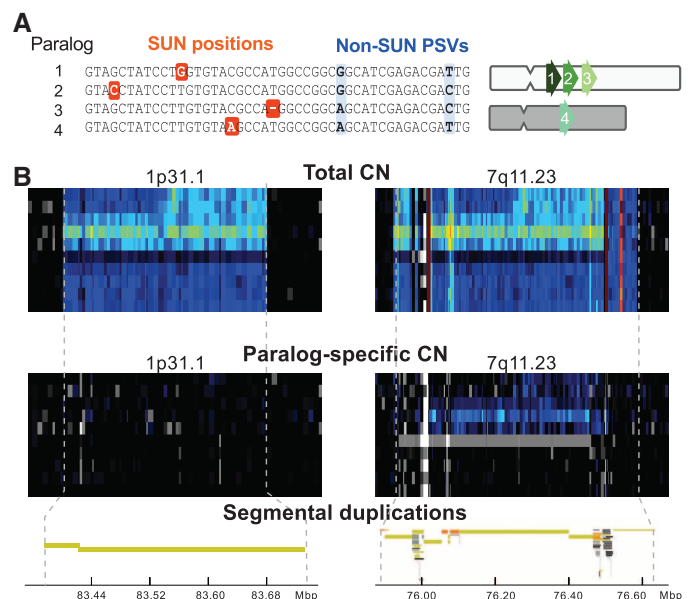 A
Paralog SUN positions Non-SUN PSVs
1 GTAGCTATCCTGGTGTACGCCATGGCCGGCGGCATCGAGACGATTG
2 GTACCTATCCTTGTGTACGCCATGGCCGGCGGCATCGAGACGACTG
3 GTAGCTATCCTTGTGTACGCCA-GGCCGGCAGCATCGAGACGACTG
4 GTAGCTATCCTTGTGTAAGCCATGGCCGGCAGCATCGAGACGATTG
1 2 3
4
B
Total CN
1p31.1 7q11.23
Paralog-specific CN
1p31.1 7q11.23
Segmental duplications
83.44 83.52 83.60 83.68 Mbp
76.00 76.20 76.40 76.60 Mbp